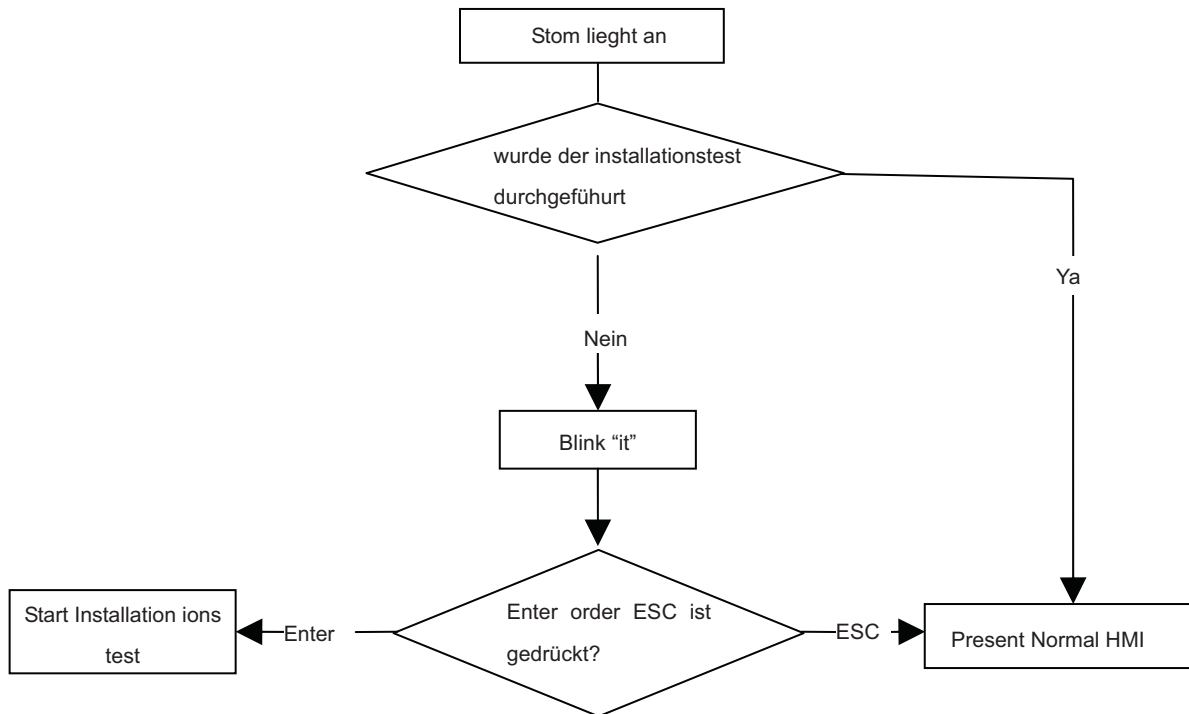 Stom lieght an
wurde der installationstest
durchgefühurt
Ya
Nein
Blink “it”
Enter order ESC ist
gedrückt?
Start Installation ions
test
Enter
ESC
Present Normal HMI